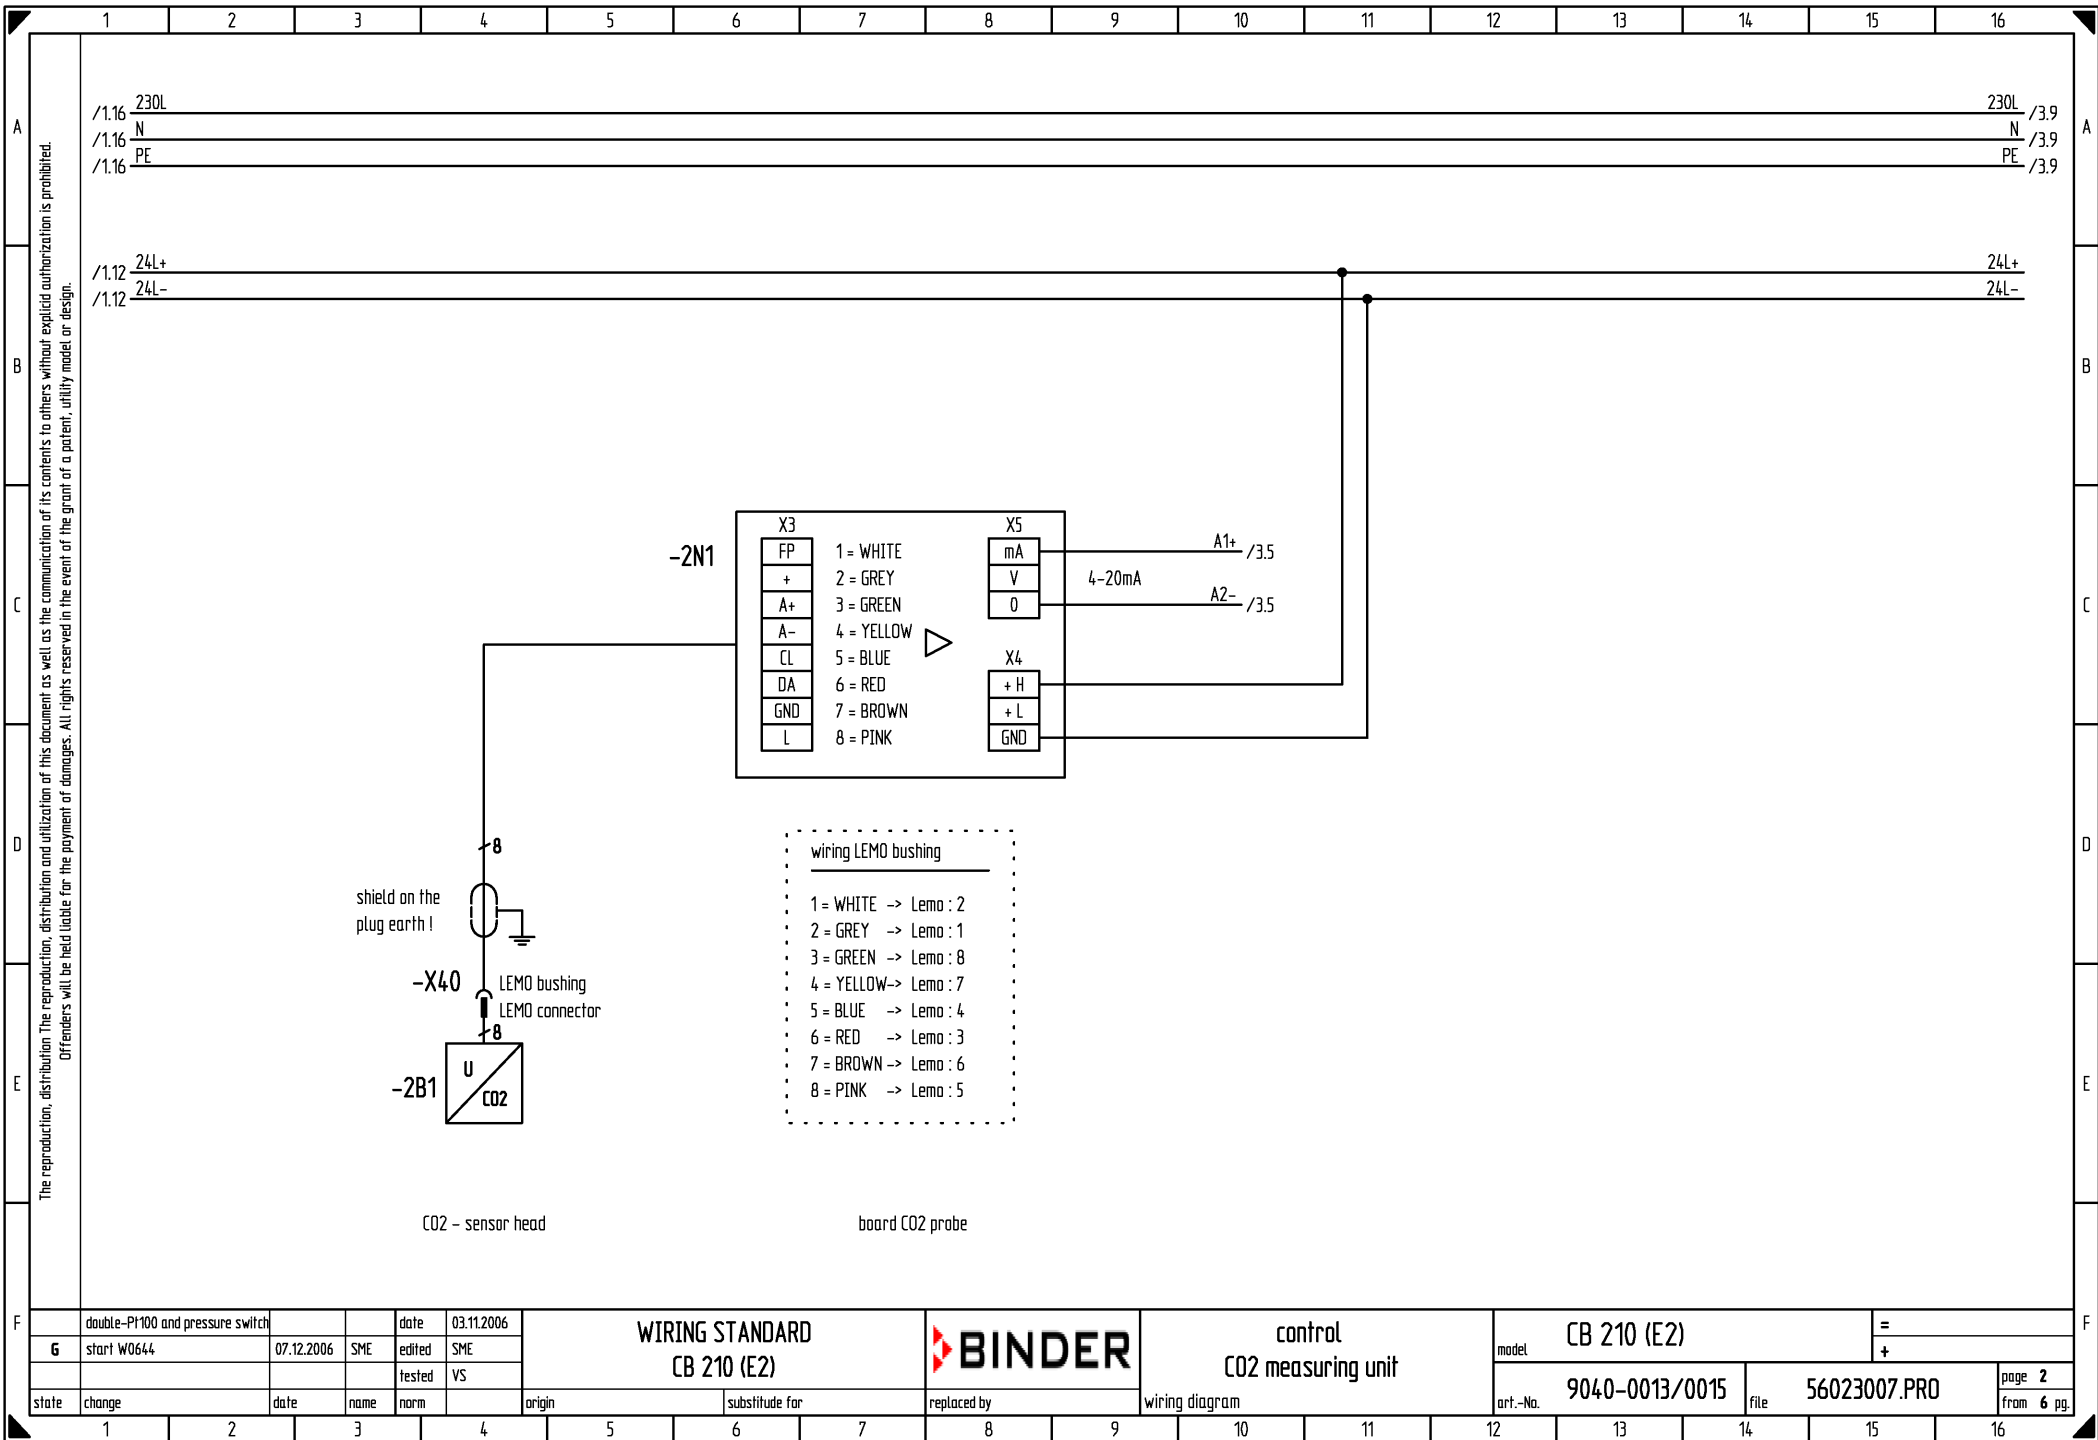 1 2 3 4 5 6 7 8 9 10 11 12 13 14 15 16
A
B
C
D
E
F
The reproduction, distribution The reproduction, distribution and utilization of this document as well as the communication of its contents to others without explicid authorization is prohibited.
Offenders will be held liable for the payment of damages. All rights reserved in the event of the grant of a patent, utility model or design.
/1.16 230L 230L /3.9
/1.16 N N /3.9
/1.16 PE PE /3.9
/1.12 24L+ 24L+
/1.12 24L- 24L-
-2N1
X3
FP 1 = WHITE
+ 2 = GREY
A+ 3 = GREEN
A- 4 = YELLOW
CL 5 = BLUE
DA 6 = RED
GND 7 = BROWN
L 8 = PINK
X5
mA A1+ /3.5
V 4-20mA
0 A2- /3.5
X4
+ H
+ L
GND
8
shield on the
plug earth !
-X40
LEMO bushing
LEMO connector
8
-2B1
U
CO2
wiring LEMO bushing
1 = WHITE -> Lemo : 2
2 = GREY -> Lemo : 1
3 = GREEN -> Lemo : 8
4 = YELLOW-> Lemo : 7
5 = BLUE -> Lemo : 4
6 = RED -> Lemo : 3
7 = BROWN -> Lemo : 6
8 = PINK -> Lemo : 5
CO2 - sensor head
board CO2 probe
A
B
C
D
E
F
double-Pt100 and pressure switch date 03.11.2006
G start W0644 07.12.2006 SME edited SME
tested VS
state change date name norm
WIRING STANDARD
CB 210 (E2)
origin substitude for
BINDER
replaced by
control
CO2 measuring unit
wiring diagram
model CB 210 (E2)
=
+
art.-No. 9040-0013/0015
file 56023007.PRO
page 2
from 6 pg.
1 2 3 4 5 6 7 8 9 10 11 12 13 14 15 16